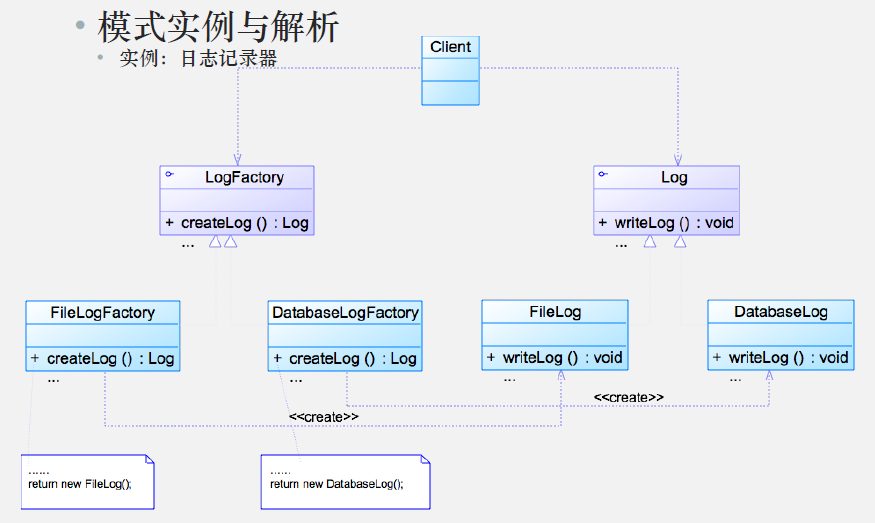 模式实例与解析
实例：日志记录器
Client
LogFactory
+ createLog () : Log
...
Log
+ writeLog () : void
...
FileLogFactory
+ createLog () : Log
...
DatabaseLogFactory
+ createLog () : Log
...
FileLog
+ writeLog () : void
...
DatabaseLog
+ writeLog () : void
...
<<create>>
<<create>>
......
return new FileLog();
......
return new DatabaseLog();